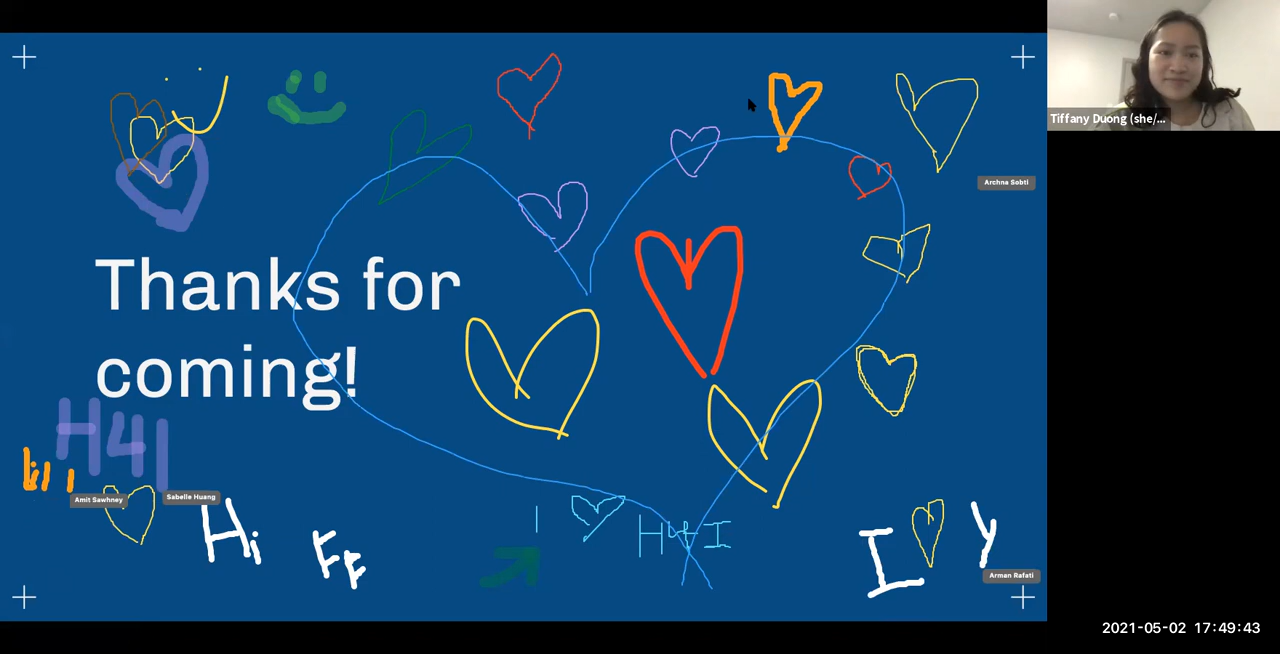 Tiffany Duong (she/...
Archna Sobti
Thanks for
coming!
H4I
Amit Sawhney
Sabelle Huang
Hi
I
H4I
I
Arman Rafati
2021-05-02 17:49:43